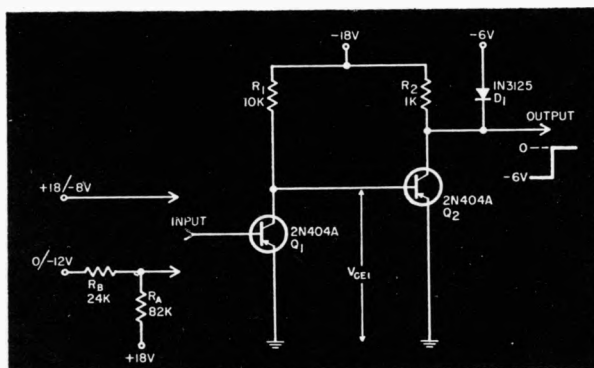 -18V
-6V
R1
10K
R2
1K
1N3125
D1
OUTPUT
0
-6V
+18/-8V
INPUT
2N404A
Q1
2N404A
Q2
VCE1
0/-12V
RB
24K
RA
82K
+18V